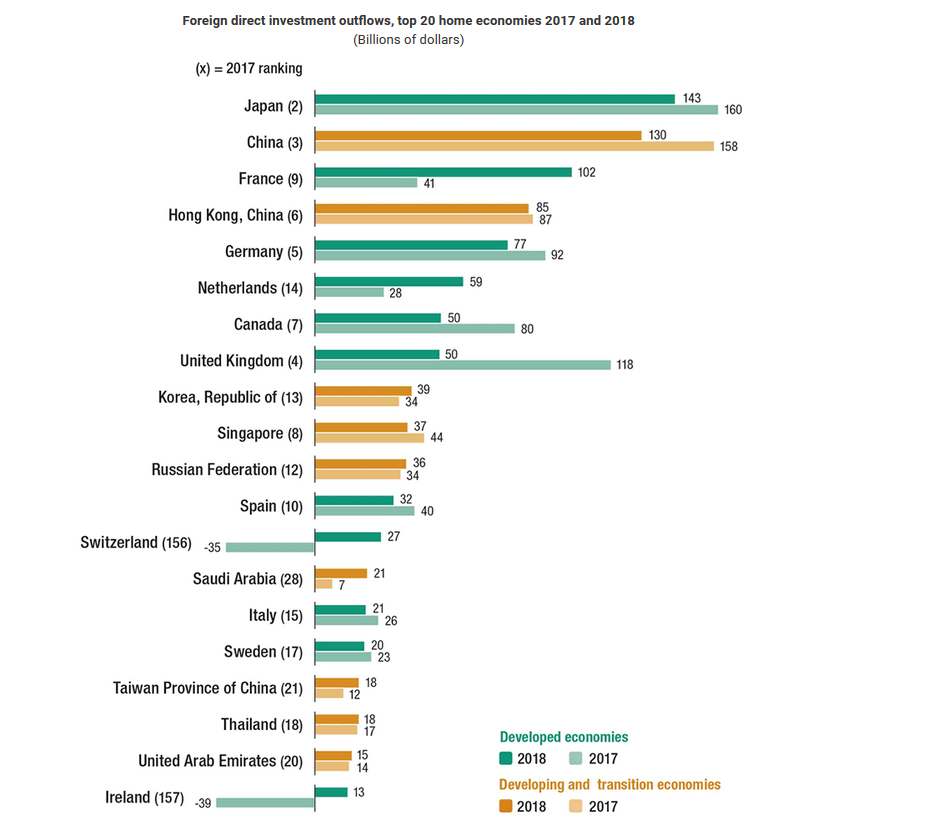 Foreign direct investment outflows, top 20 home economies 2017 and 2018
(Billions of dollars)
(x) = 2017 ranking
Japan (2) 143
160
China (3) 130
158
France (9) 102
41
Hong Kong, China (6) 85
87
Germany (5) 77
92
Netherlands (14) 59
28
Canada (7) 50
80
United Kingdom (4) 50
118
Korea, Republic of (13) 39
34
Singapore (8) 37
44
Russian Federation (12) 36
34
Spain (10) 32
40
Switzerland (156) 27
-35
Saudi Arabia (28) 21
7
Italy (15) 21
26
Sweden (17) 20
23
Taiwan Province of China (21) 18
12
Thailand (18) 18
17
United Arab Emirates (20) 15
14
Ireland (157) 13
-39
Developed economies
2018 2017
Developing and transition economies
2018 2017